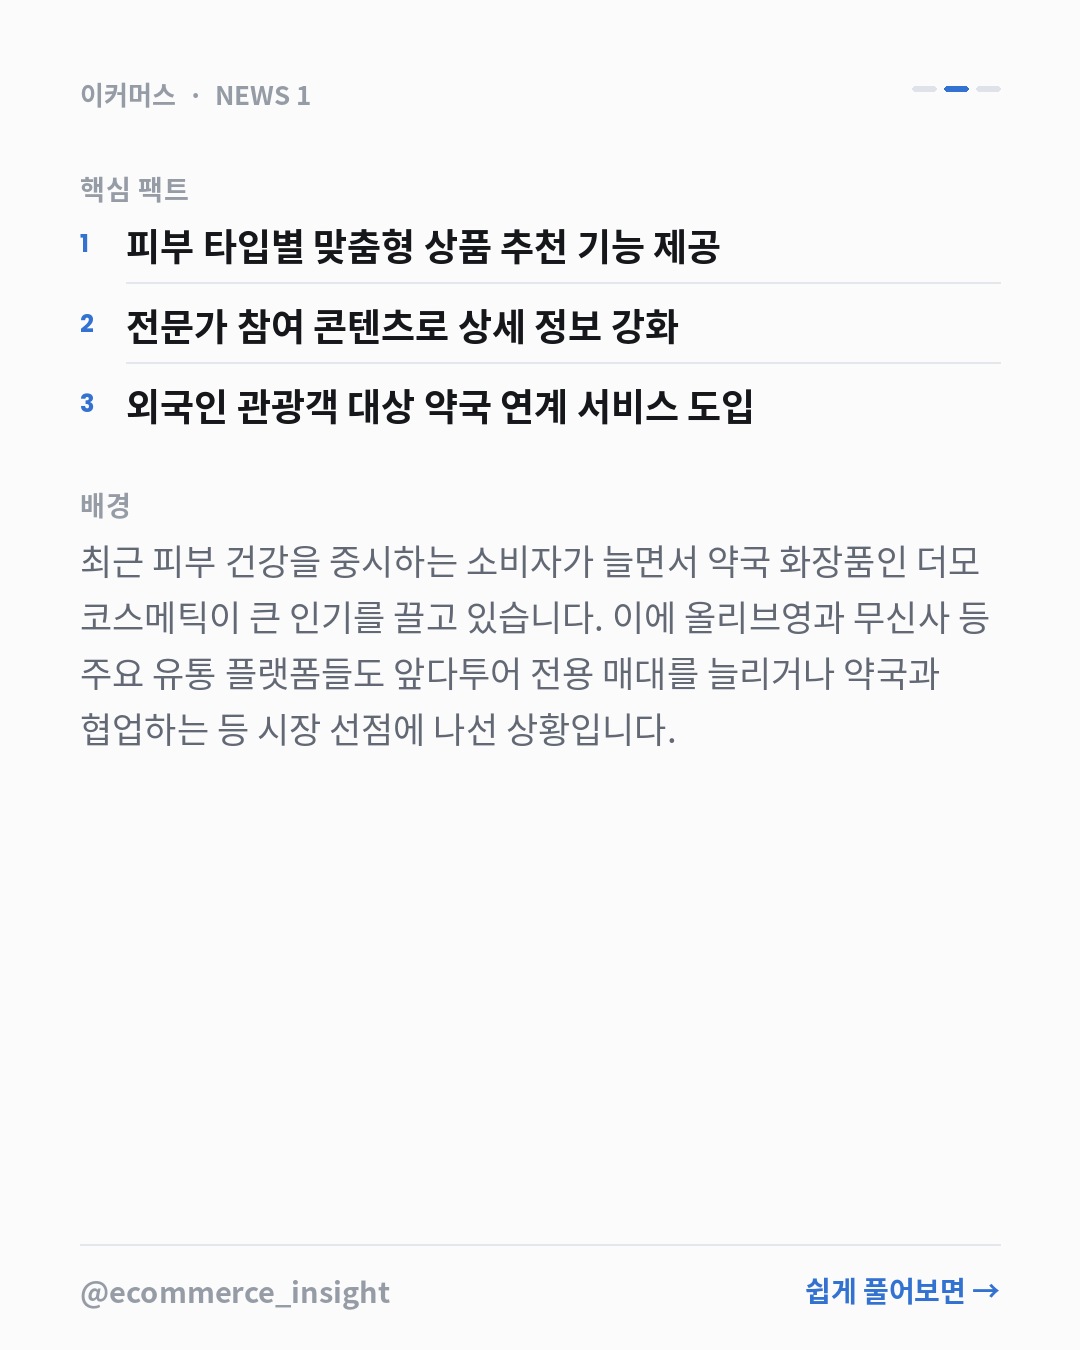 이커머스 · NEWS 1
핵심 팩트
1 피부 타입별 맞춤형 상품 추천 기능 제공
2 전문가 참여 콘텐츠로 상세 정보 강화
3 외국인 관광객 대상 약국 연계 서비스 도입
배경
최근 피부 건강을 중시하는 소비자가 늘면서 약국 화장품인 더모
코스메틱이 큰 인기를 끌고 있습니다. 이에 올리브영과 무신사 등
주요 유통 플랫폼들도 앞다투어 전용 매대를 늘리거나 약국과
협업하는 등 시장 선점에 나선 상황입니다.
@ecommerce_insight
쉽게 풀어보면 →